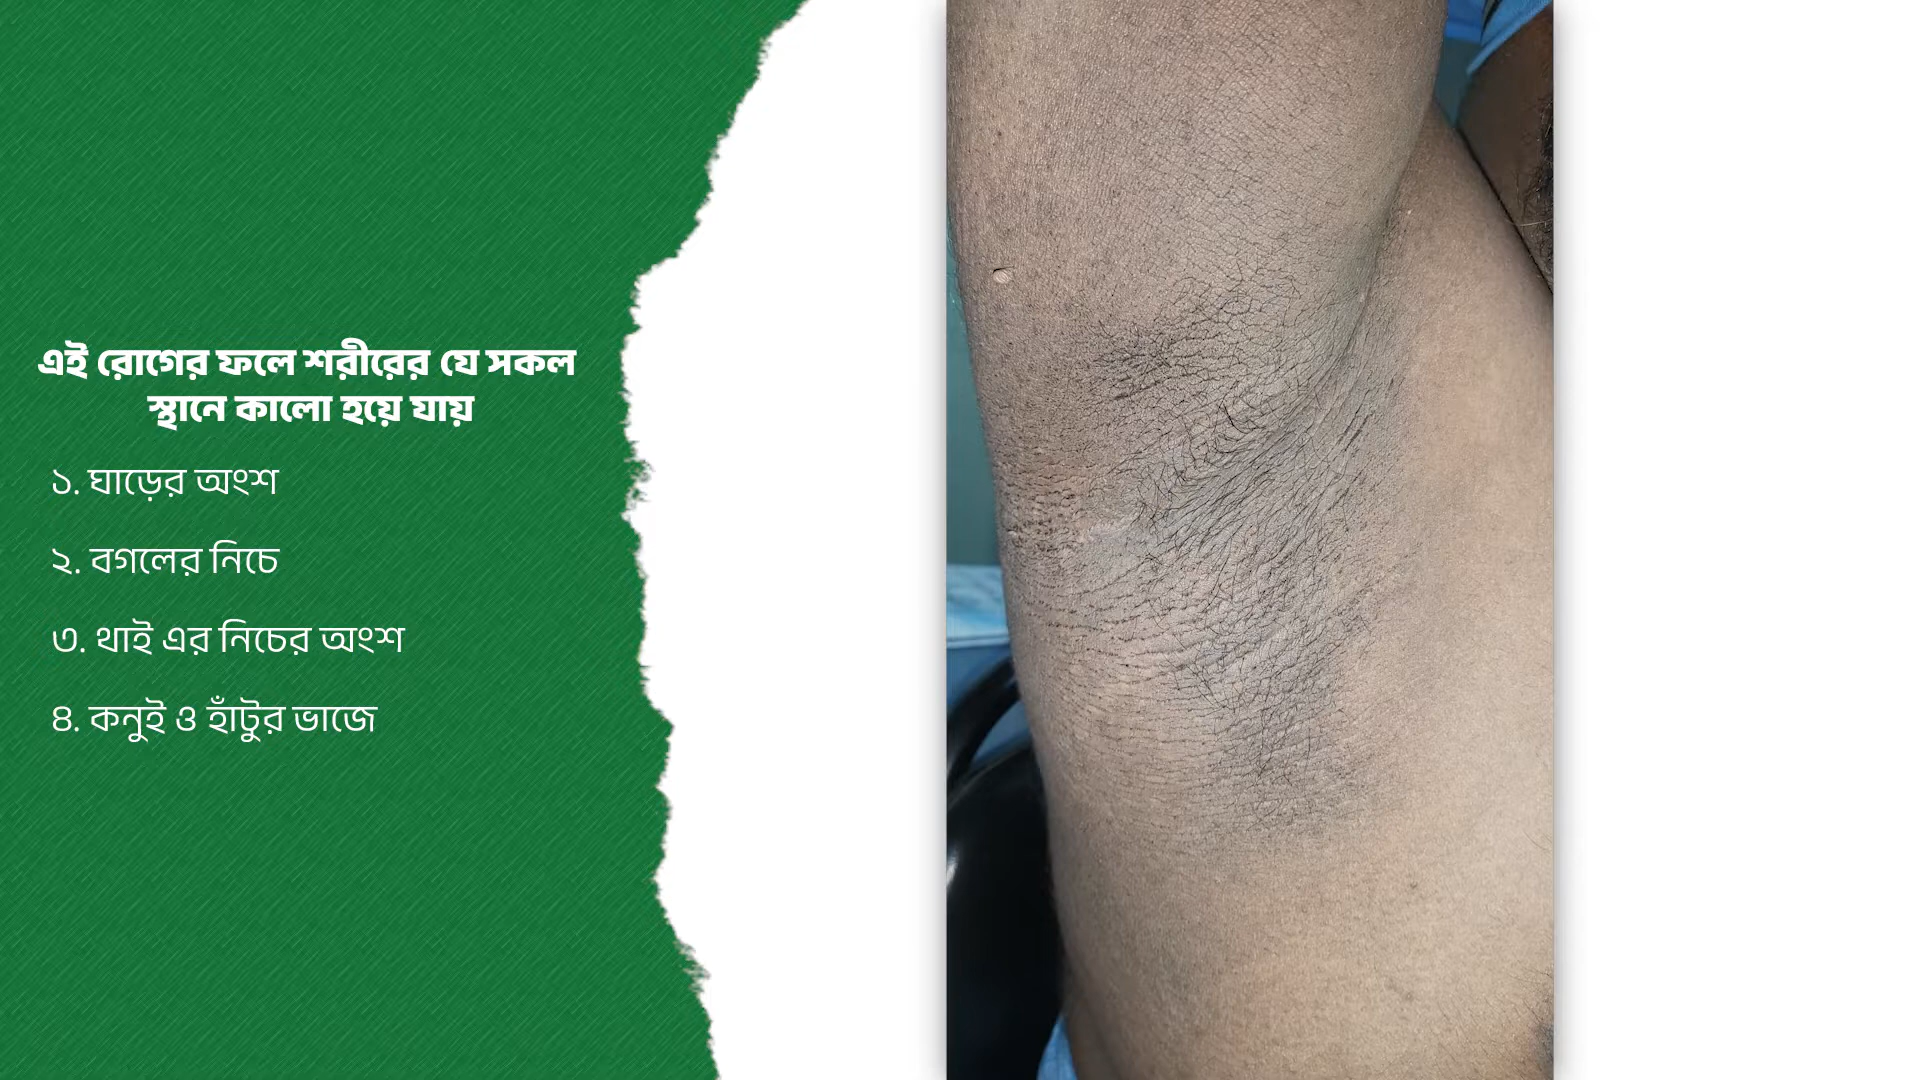 এই রোগের ফলে শরীরের যে সকল
স্থানে কালো হয়ে যায়
১. ঘাড়ের অংশ
২. বগলের নিচে
৩. থাই এর নিচের অংশ
৪. কনুই ও হাঁটুর ভাজে